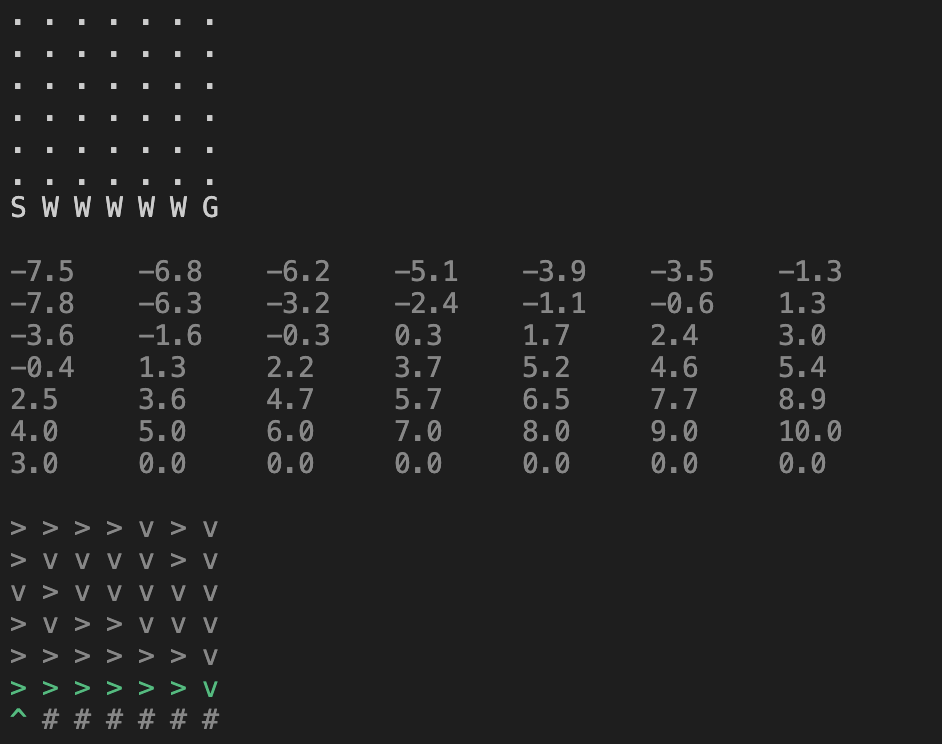 . . . . . . .
. . . . . . .
. . . . . . .
. . . . . . .
. . . . . . .
. . . . . . .
S W W W W W G
−7.5 −6.8 −6.2 −5.1 −3.9 −3.5 −1.3
−7.8 −6.3 −3.2 −2.4 −1.1 −0.6 1.3
−3.6 −1.6 −0.3 0.3 1.7 2.4 3.0
−0.4 1.3 2.2 3.7 5.2 4.6 5.4
2.5 3.6 4.7 5.7 6.5 7.7 8.9
4.0 5.0 6.0 7.0 8.0 9.0 10.0
3.0 0.0 0.0 0.0 0.0 0.0 0.0
> > > > v > v
> v v v v > v
v > v v v v v
> v > > v v v
> > > > > > v
> > > > > > v
^ # # # # # #